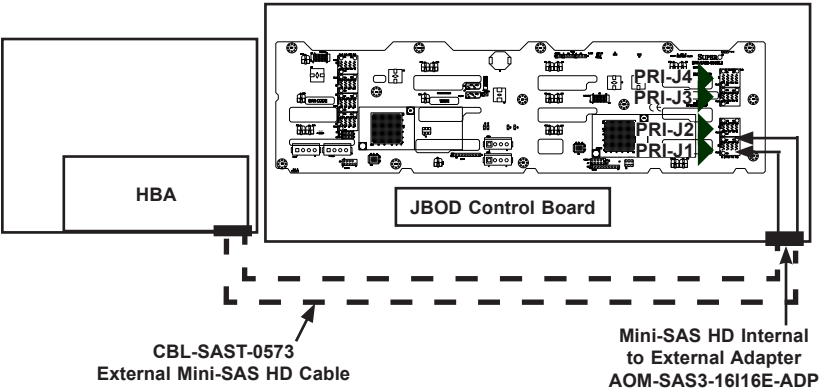 SUPER
PRI-J4
PRI-J3
PRI-J2
PRI-J1
HBA
JBOD Control Board
CBL-SAST-0573
External Mini-SAS HD Cable
Mini-SAS HD Internal
to External Adapter
AOM-SAS3-16I16E-ADP